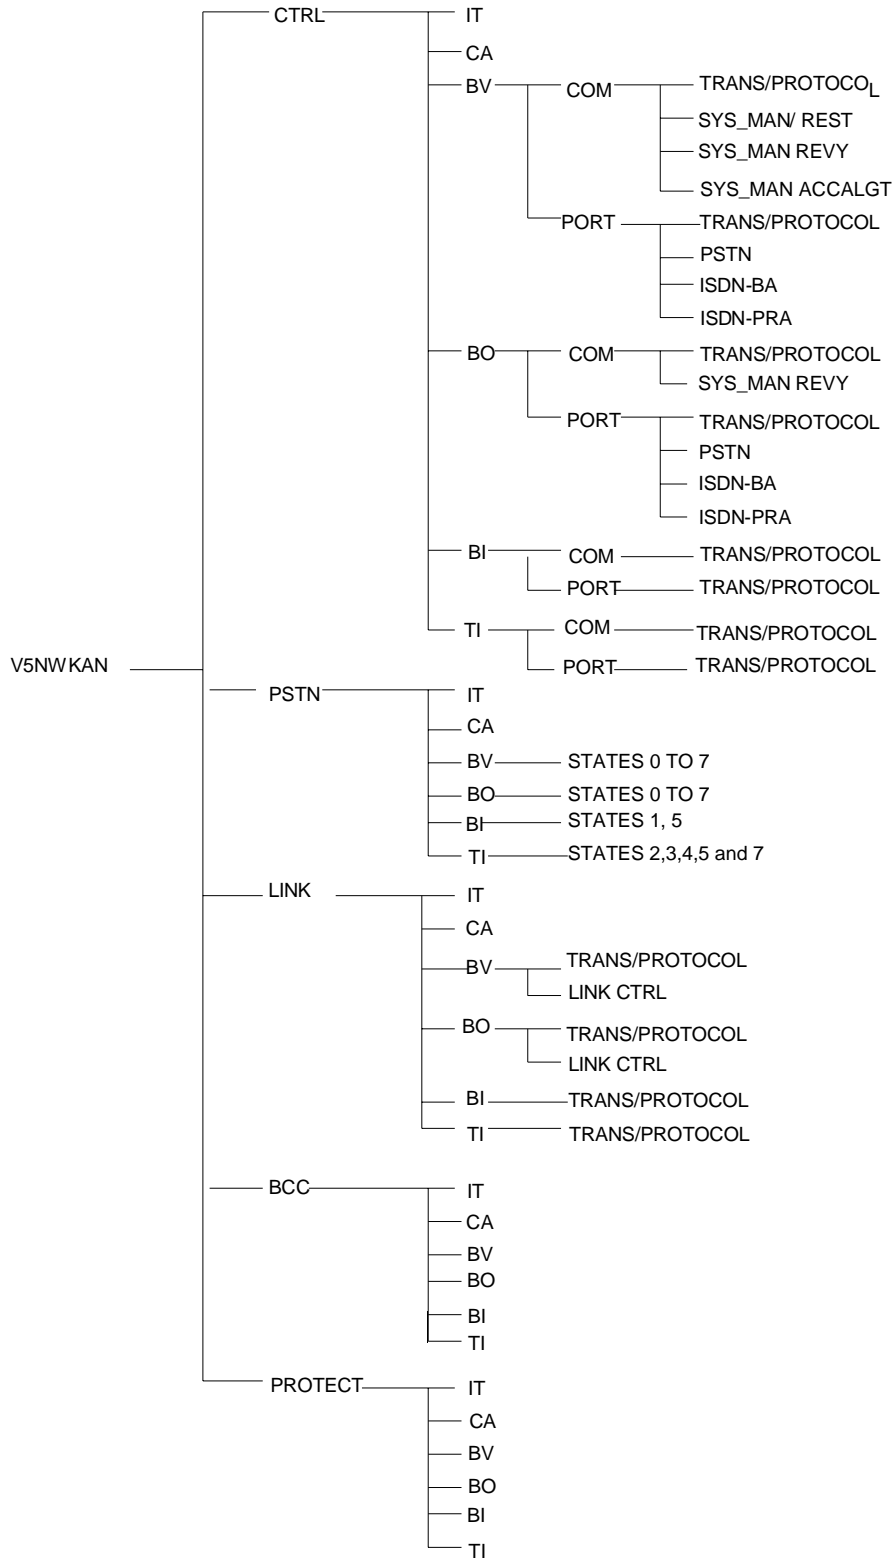 CTRL IT
CA
BV COM TRANS/PROTOCOL
SYS_MAN/ REST
SYS_MAN REVY
SYS_MAN ACCALGT
PORT TRANS/PROTOCOL
PSTN
ISDN-BA
ISDN-PRA
BO COM TRANS/PROTOCOL
SYS_MAN REVY
PORT TRANS/PROTOCOL
PSTN
ISDN-BA
ISDN-PRA
BI COM TRANS/PROTOCOL
PORT TRANS/PROTOCOL
TI COM TRANS/PROTOCOL
V5NWKAN PORT TRANS/PROTOCOL
PSTN IT
CA
BV STATES 0 TO 7
BO STATES 0 TO 7
BI STATES 1, 5
TI STATES 2,3,4,5 and 7
LINK IT
CA
BV TRANS/PROTOCOL
LINK CTRL
BO TRANS/PROTOCOL
LINK CTRL
BI TRANS/PROTOCOL
TI TRANS/PROTOCOL
BCC IT
CA
BV
BO
BI
TI
PROTECT IT
CA
BV
BO
BI
TI